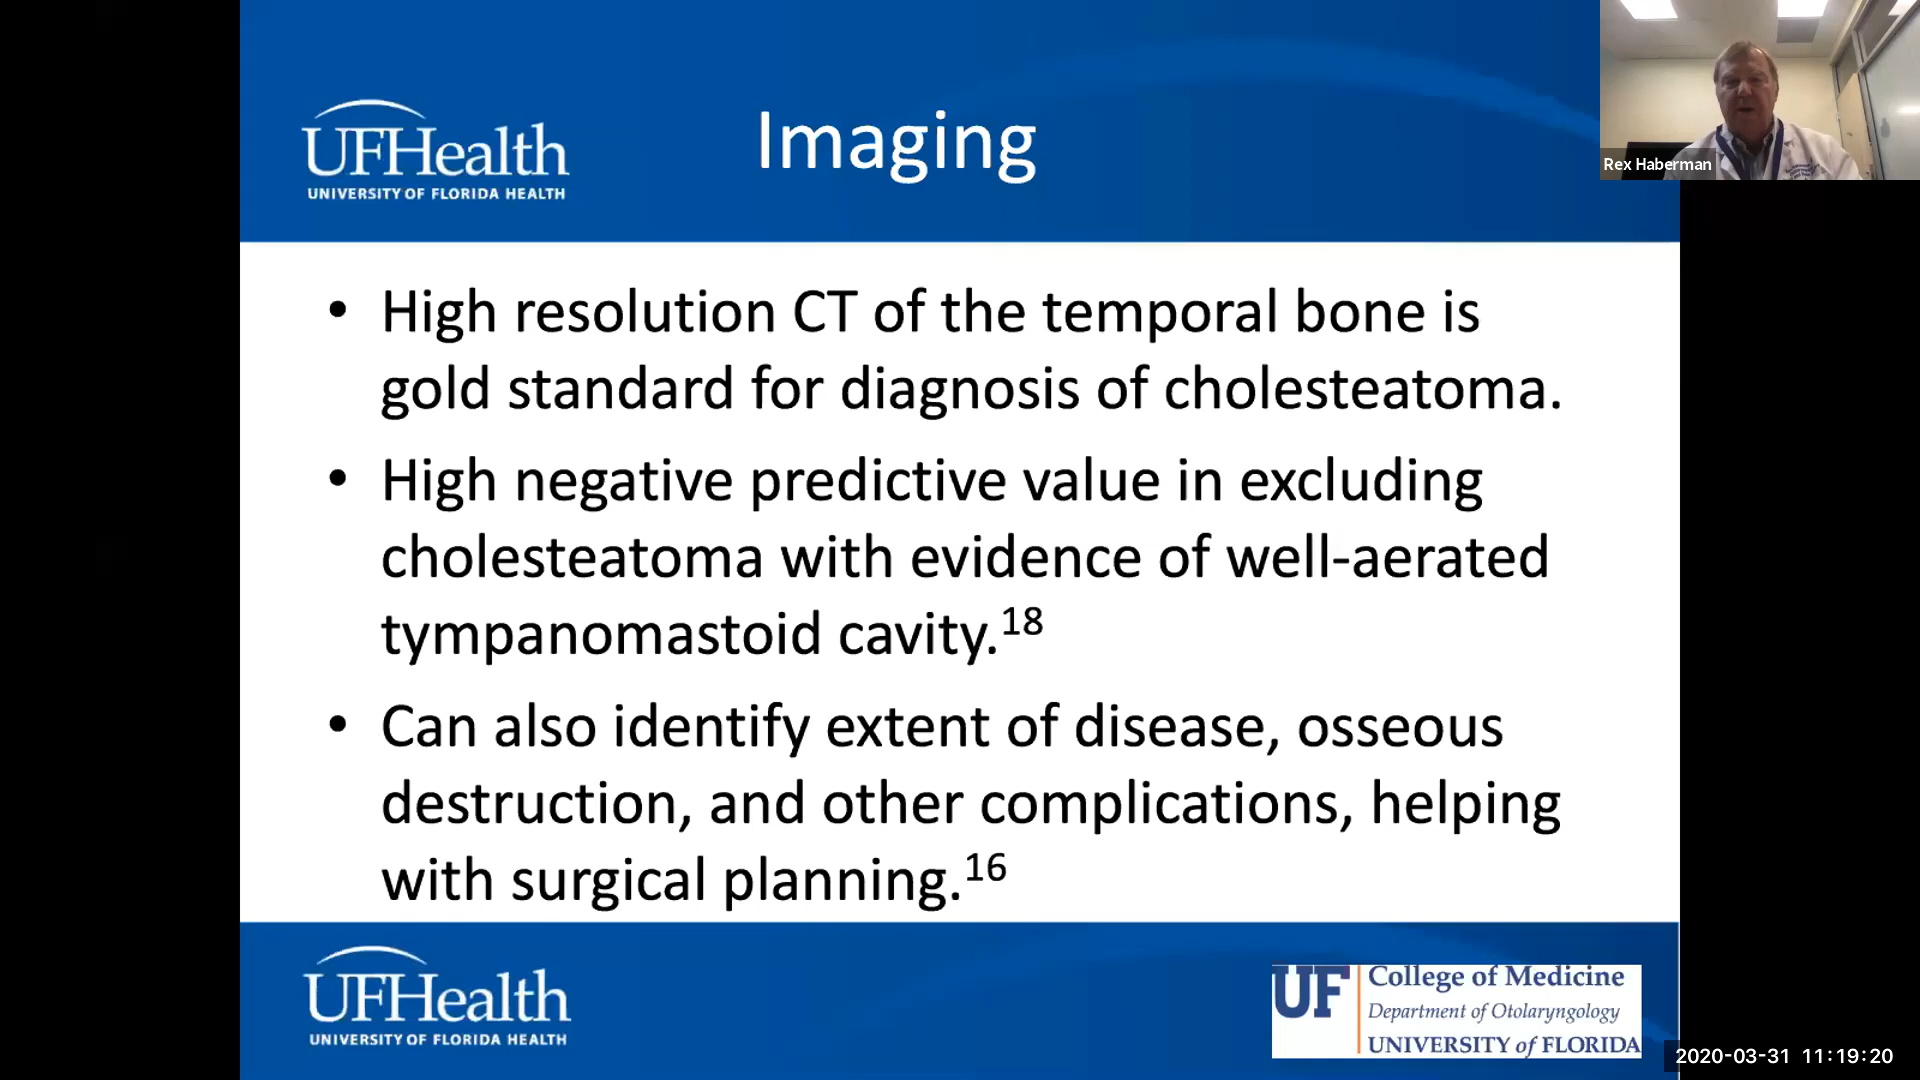 UFHealth
UNIVERSITY OF FLORIDA HEALTH
Imaging
Rex Haberman
• High resolution CT of the temporal bone is
gold standard for diagnosis of cholesteatoma.
• High negative predictive value in excluding
cholesteatoma with evidence of well-aerated
tympanomastoid cavity.18
• Can also identify extent of disease, osseous
destruction, and other complications, helping
with surgical planning.16
UFHealth
UNIVERSITY OF FLORIDA HEALTH
UF
College of Medicine
Department of Otolaryngology
UNIVERSITY of FLORIDA
2020-03-31 11:19:20